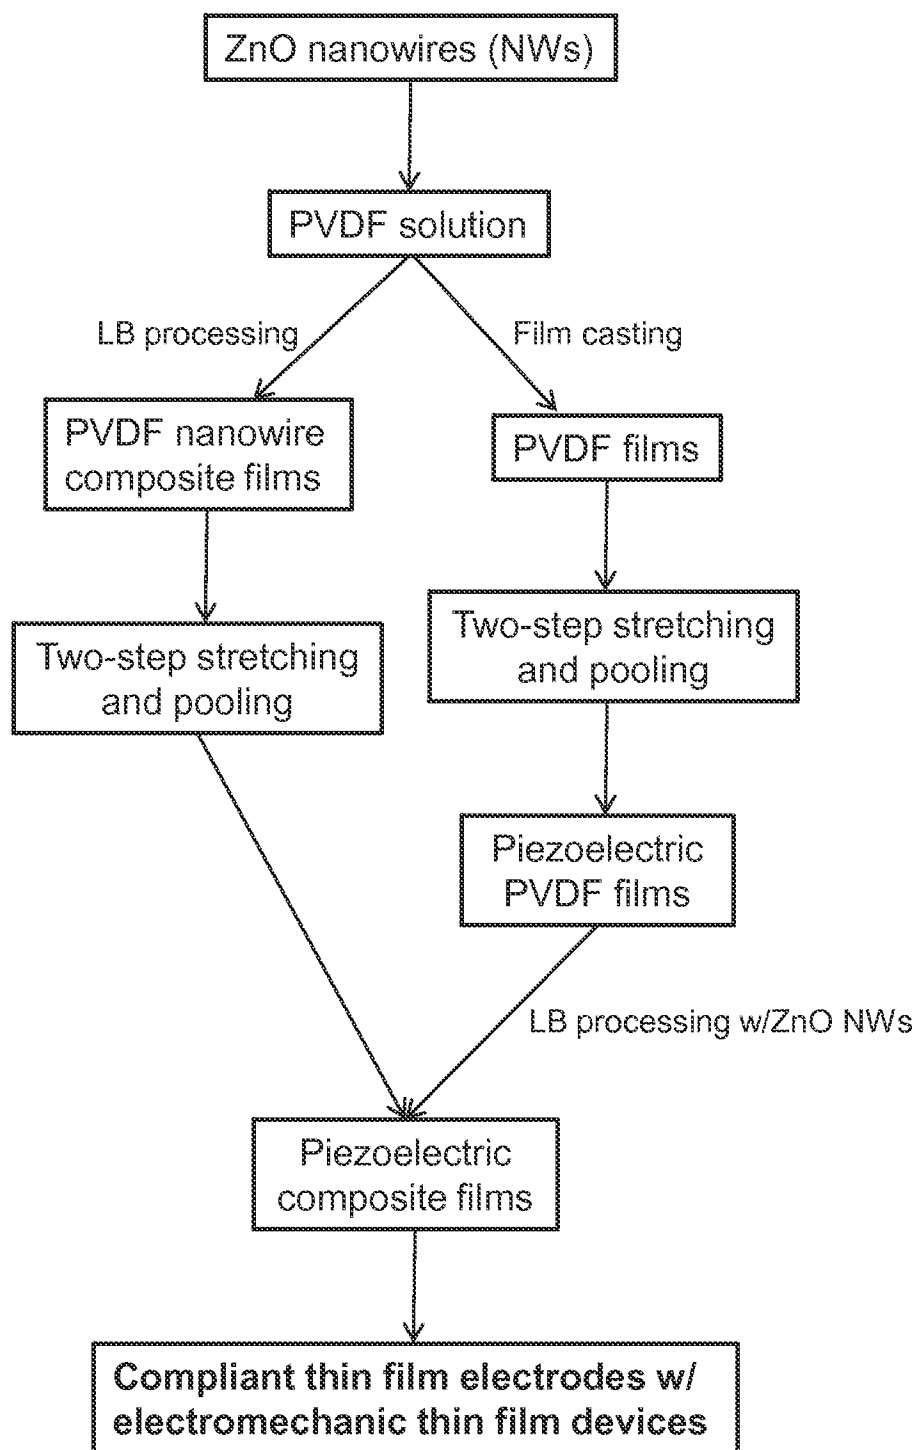 ZnO nanowires (NWs)
PVDF solution
LB processing
Film casting
PVDF nanowire
composite films
PVDF films
Two-step stretching
and pooling
Two-step stretching
and pooling
Piezoelectric
PVDF films
LB processing w/ZnO NWs
Piezoelectric
composite films
Compliant thin film electrodes w/
electromechanic thin film devices